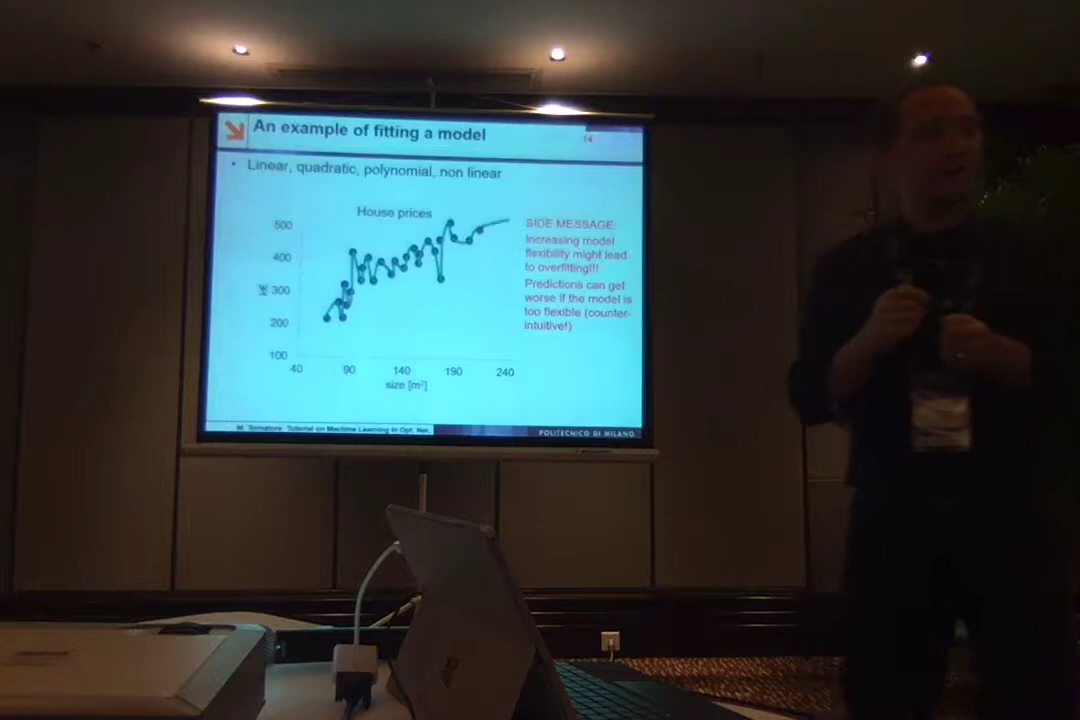 An example of fitting a model
14
• Linear, quadratic, polynomial, non linear
House prices
500
400
k€ 300
200
100
40 90 140 190 240
size [m²]
SIDE MESSAGE:
Increasing model
flexibility might lead
to overfitting!!!
Predictions can get
worse if the model is
too flexible (counter-
intuitive!)
M. Tornatore: Tutorial on Machine Learning in Opt. Net.
POLITECNICO DI MILANO